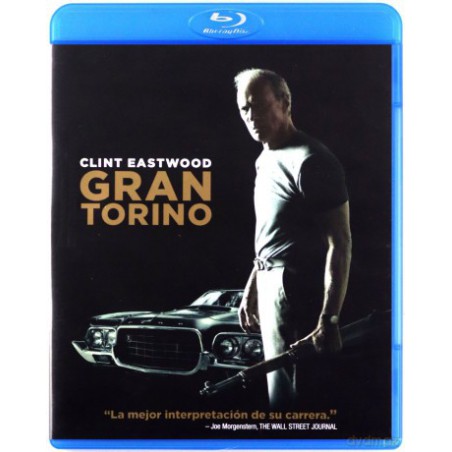 Blu-ray Disc
CLINT EASTWOOD
GRAN
TORINO
FORD
“La mejor interpretación de su carrera.”
– Joe Morgenstern, THE WALL STREET JOURNAL